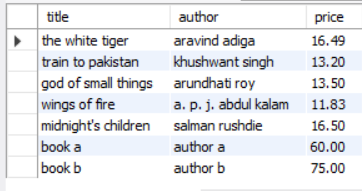 title author price
the white tiger aravind adiga 16.49
train to pakistan khushwant singh 13.20
god of small things arundhati roy 13.50
wings of fire a. p. j. abdul kalam 11.83
midnight's children salman rushdie 16.50
book a author a 60.00
book b author b 75.00